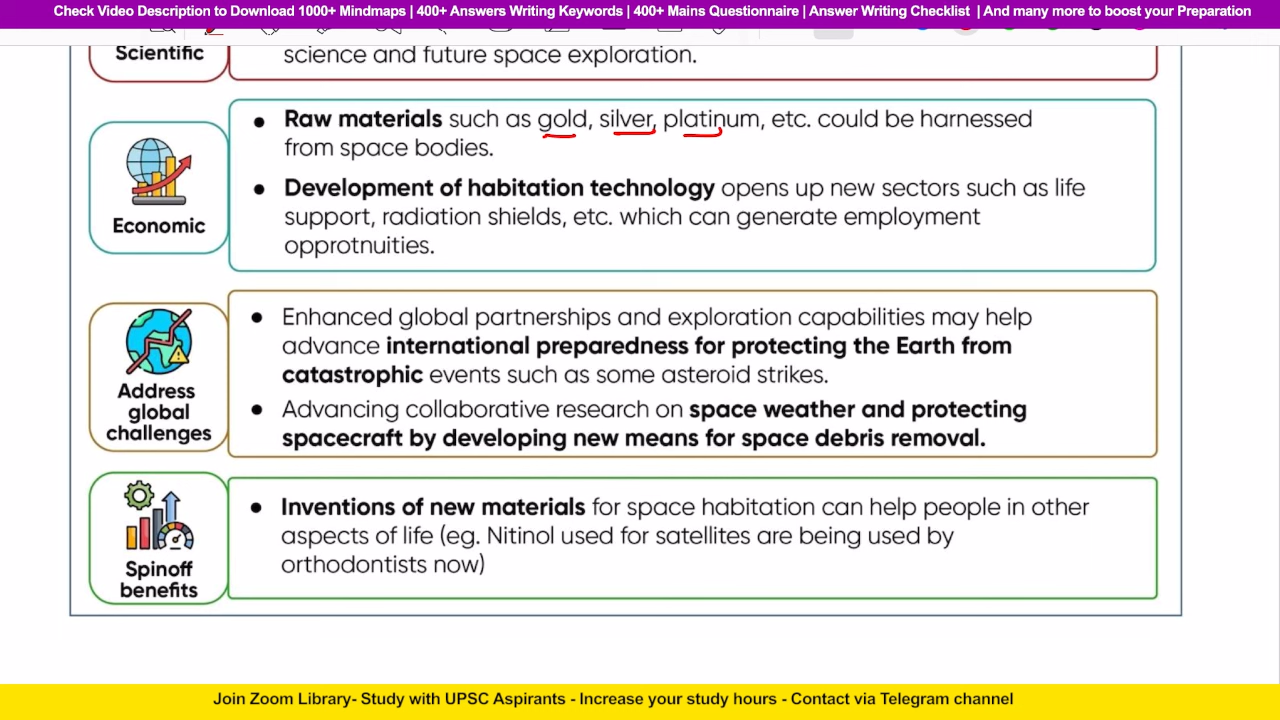 Check Video Description to Download 1000+ Mindmaps | 400+ Answers Writing Keywords | 400+ Mains Questionnaire | Answer Writing Checklist | And many more to boost your Preparation
Scientific
science and future space exploration.
Economic
• Raw materials such as gold, silver, platinum, etc. could be harnessed
from space bodies.
• Development of habitation technology opens up new sectors such as life
support, radiation shields, etc. which can generate employment
opprotnuities.
Address
global
challenges
• Enhanced global partnerships and exploration capabilities may help
advance international preparedness for protecting the Earth from
catastrophic events such as some asteroid strikes.
• Advancing collaborative research on space weather and protecting
spacecraft by developing new means for space debris removal.
Spinoff
benefits
• Inventions of new materials for space habitation can help people in other
aspects of life (eg. Nitinol used for satellites are being used by
orthodontists now)
Join Zoom Library- Study with UPSC Aspirants - Increase your study hours - Contact via Telegram channel